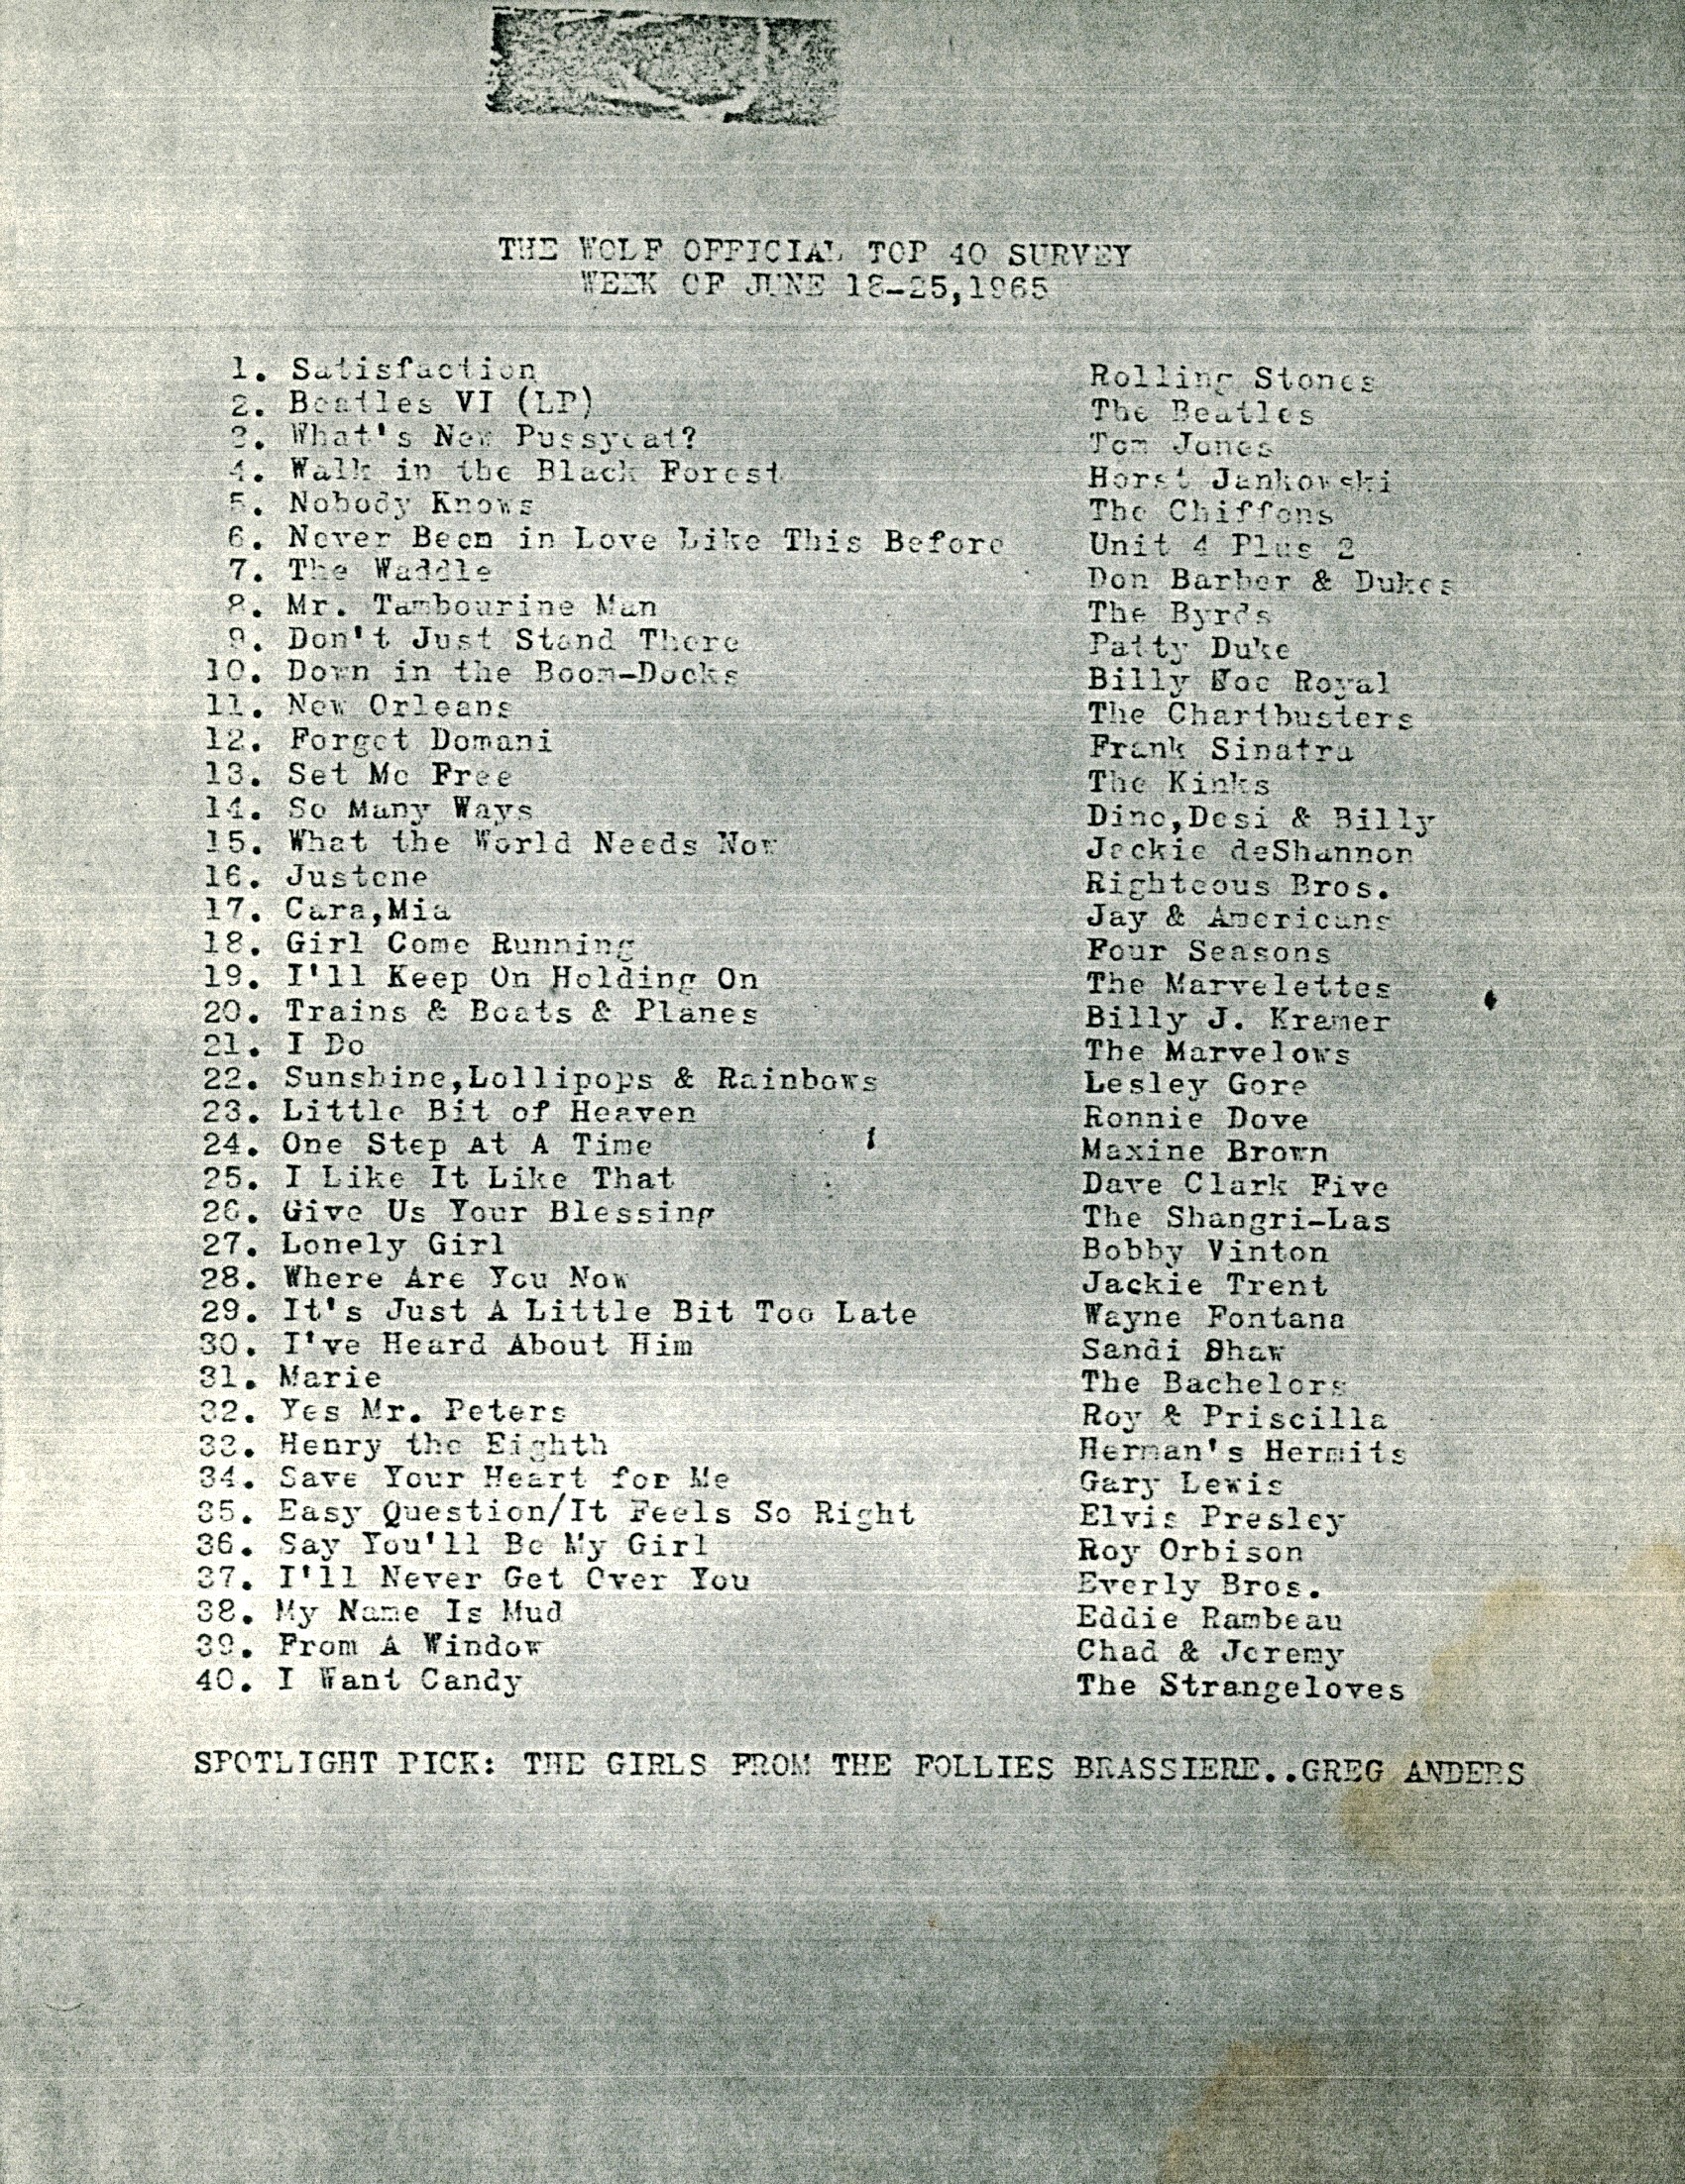 THE WOLF OFFICIAL TOP 40 SURVEY
WEEK OF JUNE 18-25,1965
1. Satisfaction Rolling Stones
2. Beatles VI (LP) The Beatles
3. What's New Pussycat? Tom Jones
4. Walk in the Black Forest Horst Jankowski
5. Nobody Knows The Chiffons
6. Never Been in Love Like This Before Unit 4 Plus 2
7. The Waddle Don Barber & Dukes
8. Mr. Tambourine Man The Byrds
9. Don't Just Stand There Patty Duke
10. Down in the Boom-Docks Billy Joe Royal
11. New Orleans The Chartbusters
12. Forget Domani Frank Sinatra
13. Set Me Free The Kinks
14. So Many Ways Dino,Desi & Billy
15. What the World Needs Now Jackie deShannon
16. Justene Righteous Bros.
17. Cara,Mia Jay & Americans
18. Girl Come Running Four Seasons
19. I'll Keep On Holding On The Marvelettes
20. Trains & Boats & Planes Billy J. Kramer
21. I Do The Marvelows
22. Sunshine,Lollipops & Rainbows Lesley Gore
23. Little Bit of Heaven Ronnie Dove
24. One Step At A Time Maxine Brown
25. I Like It Like That Dave Clark Five
26. Give Us Your Blessing The Shangri-Las
27. Lonely Girl Bobby Vinton
28. Where Are You Now Jackie Trent
29. It's Just A Little Bit Too Late Wayne Fontana
30. I've Heard About Him Sandi Shaw
31. Marie The Bachelors
32. Yes Mr. Peters Roy & Priscilla
33. Henry the Eighth Herman's Hermits
34. Save Your Heart for Me Gary Lewis
35. Easy Question/It Feels So Right Elvis Presley
36. Say You'll Be My Girl Roy Orbison
37. I'll Never Get Over You Everly Bros.
38. My Name Is Mud Eddie Rambeau
39. From A Window Chad & Jeremy
40. I Want Candy The Strangeloves
SPOTLIGHT PICK: THE GIRLS FROM THE FOLLIES BRASSIERE..GREG ANDERS